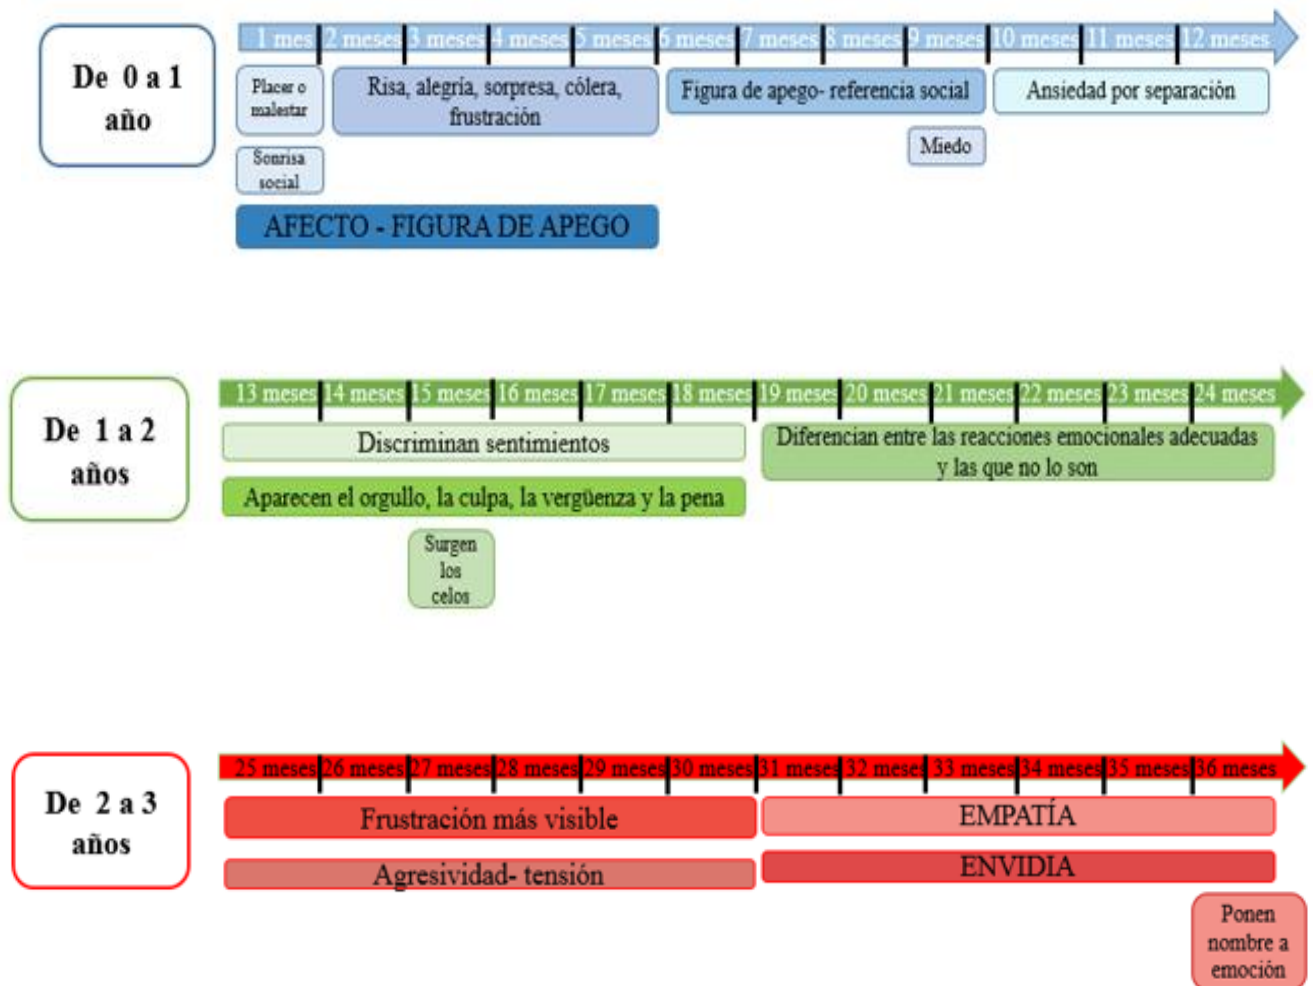 De 0 a 1
año
1 mes 2 meses 3 meses 4 meses 5 meses 6 meses 7 meses 8 meses 9 meses 10 meses 11 meses 12 meses
Placer o
malestar
Risa, alegría, sorpresa, cólera,
frustración
Figura de apego- referencia social
Ansiedad por separación
Miedo
Sonrisa
social
AFECTO - FIGURA DE APEGO
De 1 a 2
años
13 meses 14 meses 15 meses 16 meses 17 meses 18 meses 19 meses 20 meses 21 meses 22 meses 23 meses 24 meses
Discriminan sentimientos
Diferencian entre las reacciones emocionales adecuadas
y las que no lo son
Aparecen el orgullo, la culpa, la vergüenza y la pena
Surgen
los
celos
De 2 a 3
años
25 meses 26 meses 27 meses 28 meses 29 meses 30 meses 31 meses 32 meses 33 meses 34 meses 35 meses 36 meses
Frustración más visible
EMPATÍA
Agresividad- tensión
ENVIDIA
Ponen
nombre a
emoción